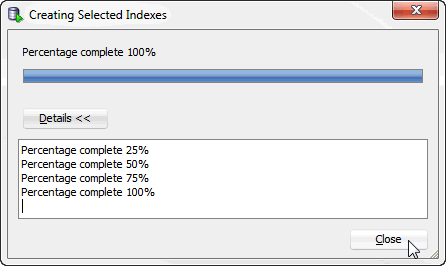 Creating Selected Indexes
Percentage complete 100%
Details <<
Percentage complete 25%
Percentage complete 50%
Percentage complete 75%
Percentage complete 100%
Close